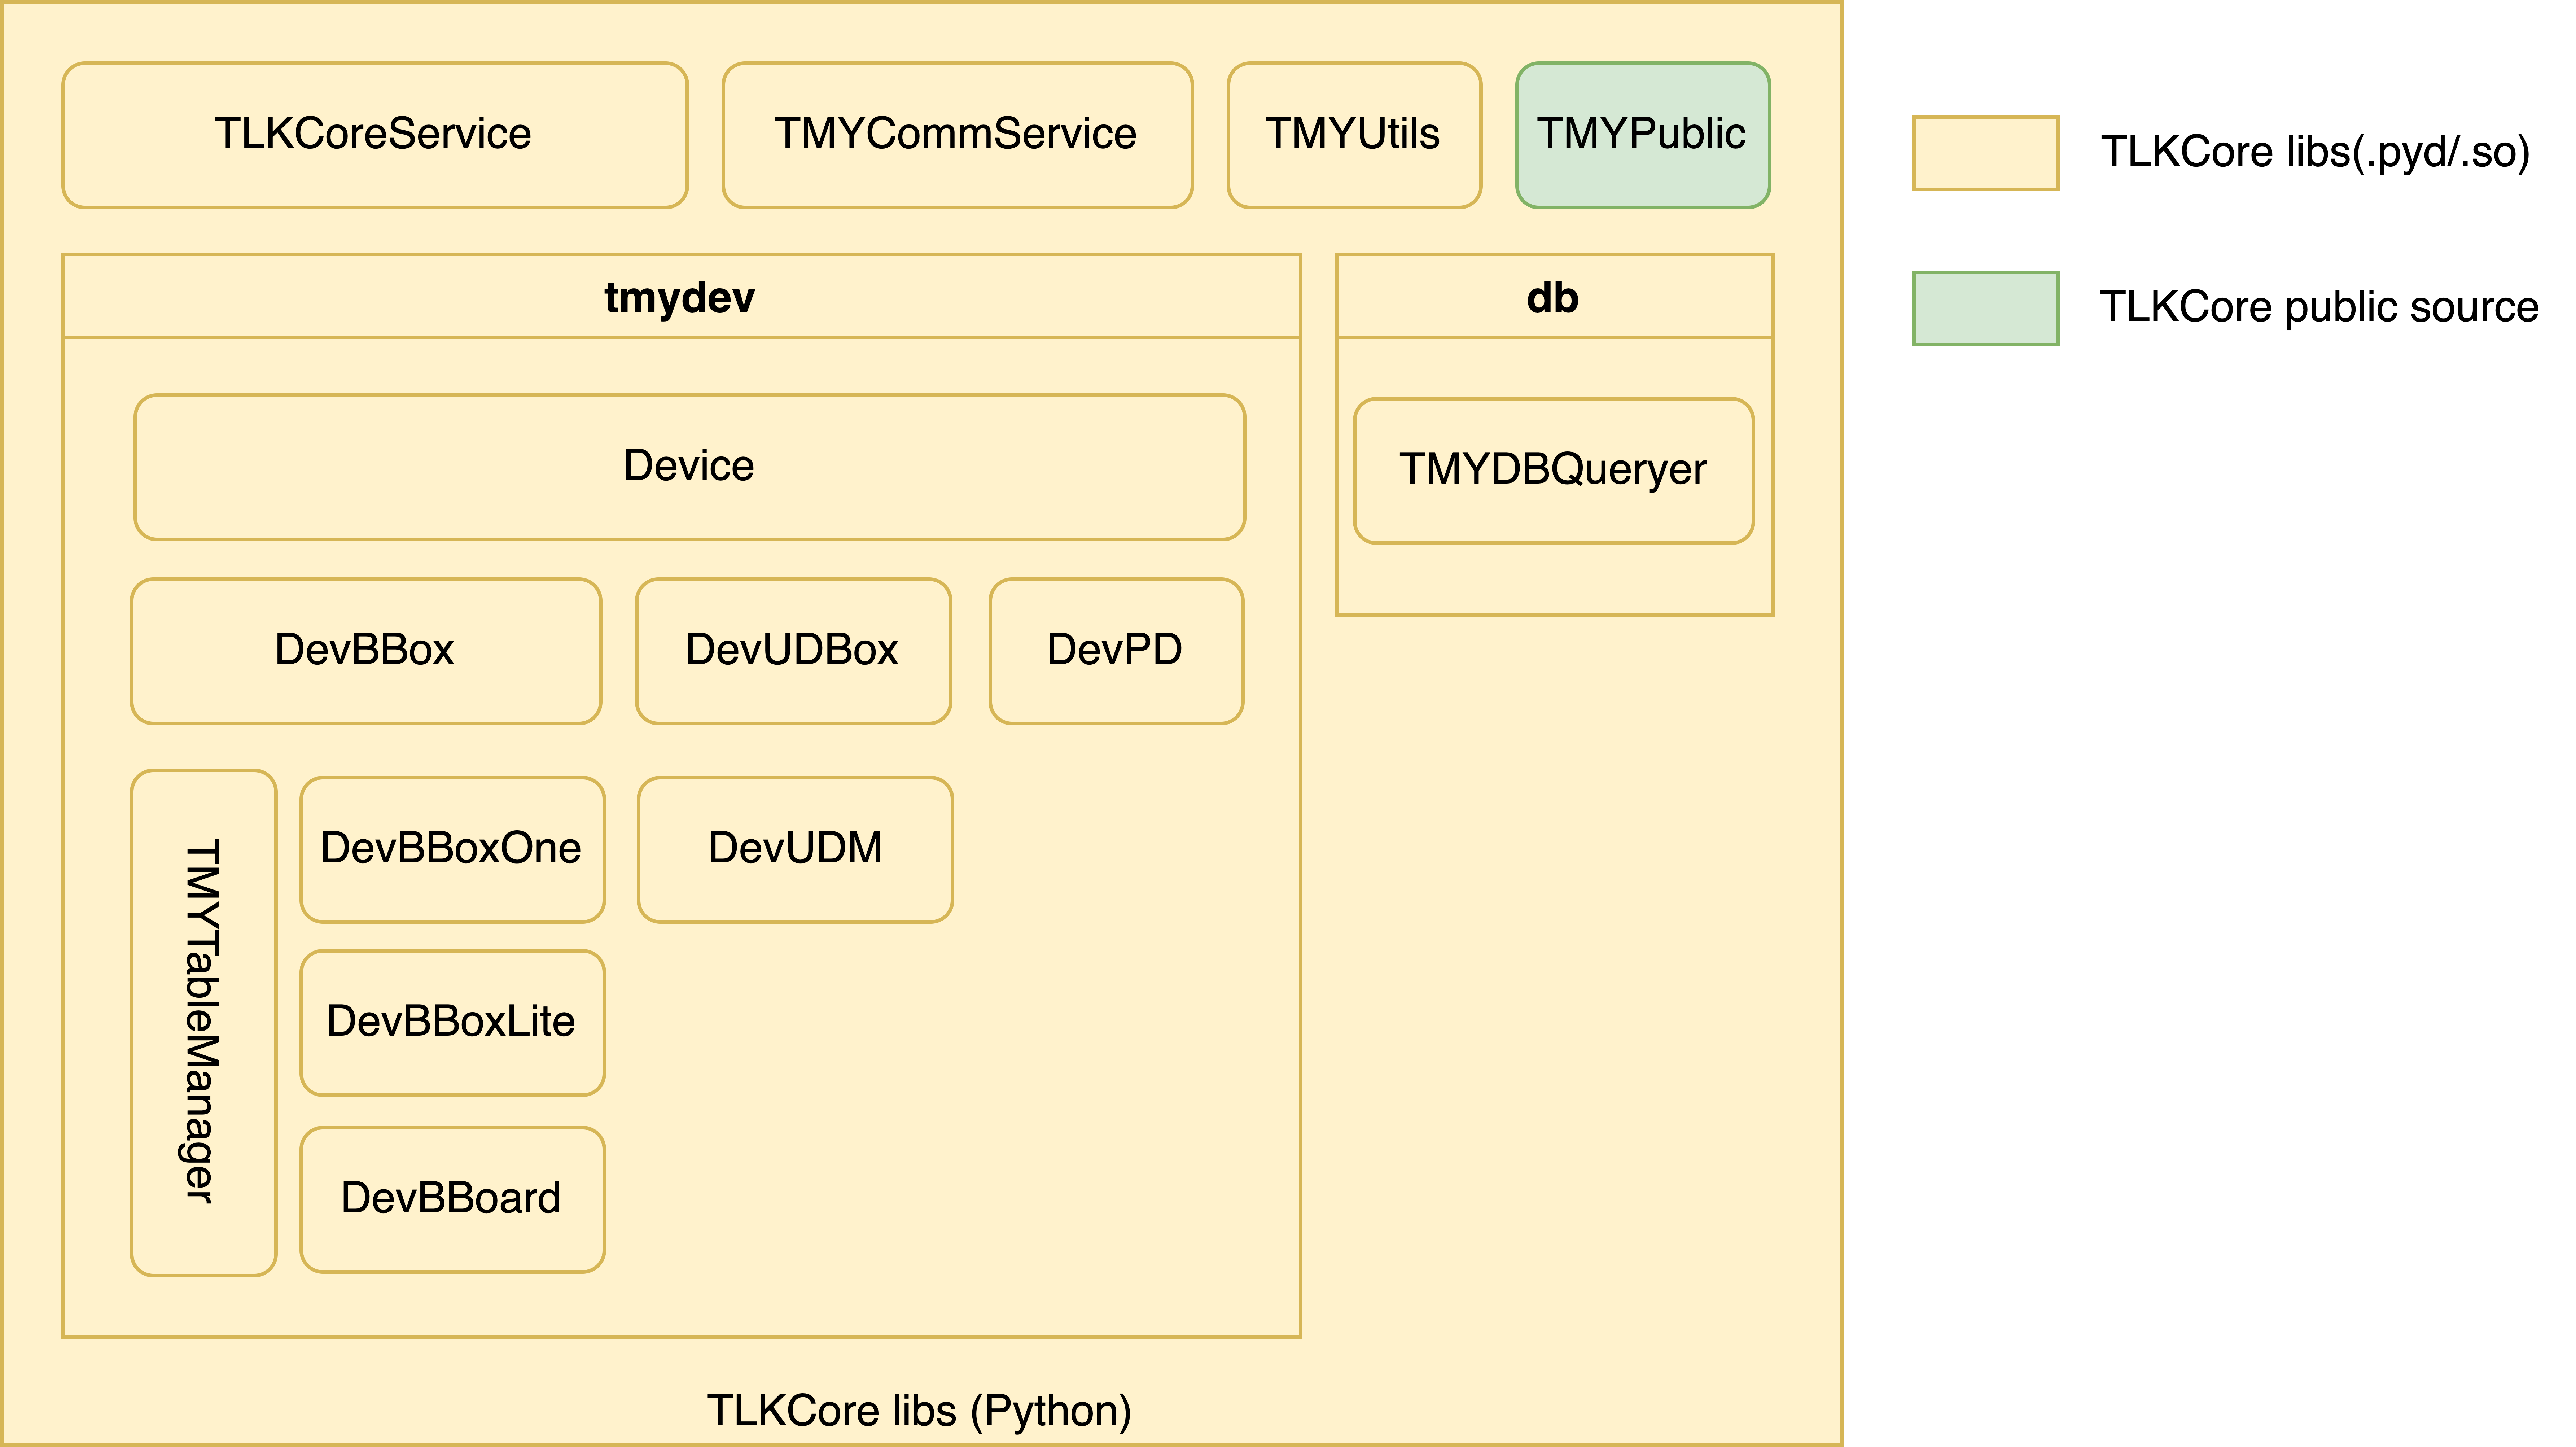 TLKCoreService
TMYCommService
TMYUtils
TMYPublic
TLKCore libs(.pyd/.so)
TLKCore public source
tmydev
db
Device
TMYDBQueryer
DevBBox
DevUDBox
DevPD
TMYTableManager
DevBBoxOne
DevUDM
DevBBoxLite
DevBBoard
TLKCore libs (Python)